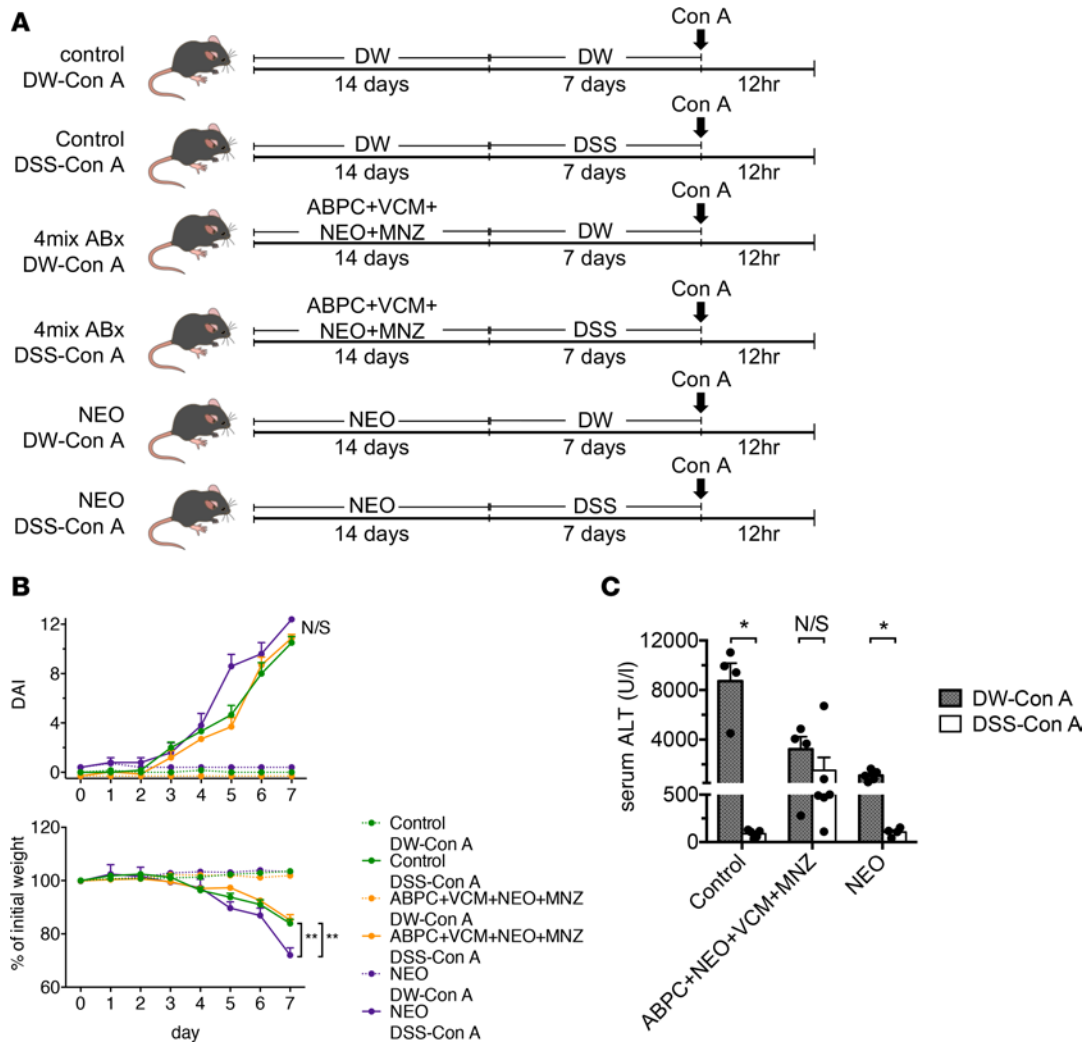 A
control
DW-Con A
DW
DW
Con A
14 days
7 days
12hr
Control
DSS-Con A
DW
DSS
Con A
14 days
7 days
12hr
4mix ABx
DW-Con A
ABPC+VCM+
NEO+MNZ
DW
Con A
14 days
7 days
12hr
4mix ABx
DSS-Con A
ABPC+VCM+
NEO+MNZ
DSS
Con A
14 days
7 days
12hr
NEO
DW-Con A
NEO
DW
Con A
14 days
7 days
12hr
NEO
DSS-Con A
NEO
DSS
Con A
14 days
7 days
12hr
B
DAI
12
8
4
0
0 1 2 3 4 5 6 7
N/S
% of initial weight
120
100
80
60
0 1 2 3 4 5 6 7
day
** **
Control
DW-Con A
Control
DSS-Con A
ABPC+VCM+NEO+MNZ
DW-Con A
ABPC+VCM+NEO+MNZ
DSS-Con A
NEO
DW-Con A
NEO
DSS-Con A
C
serum ALT (U/l)
12000
8000
4000
500
0
* N/S *
Control
ABPC+NEO+VCM+MNZ
NEO
DW-Con A
DSS-Con A